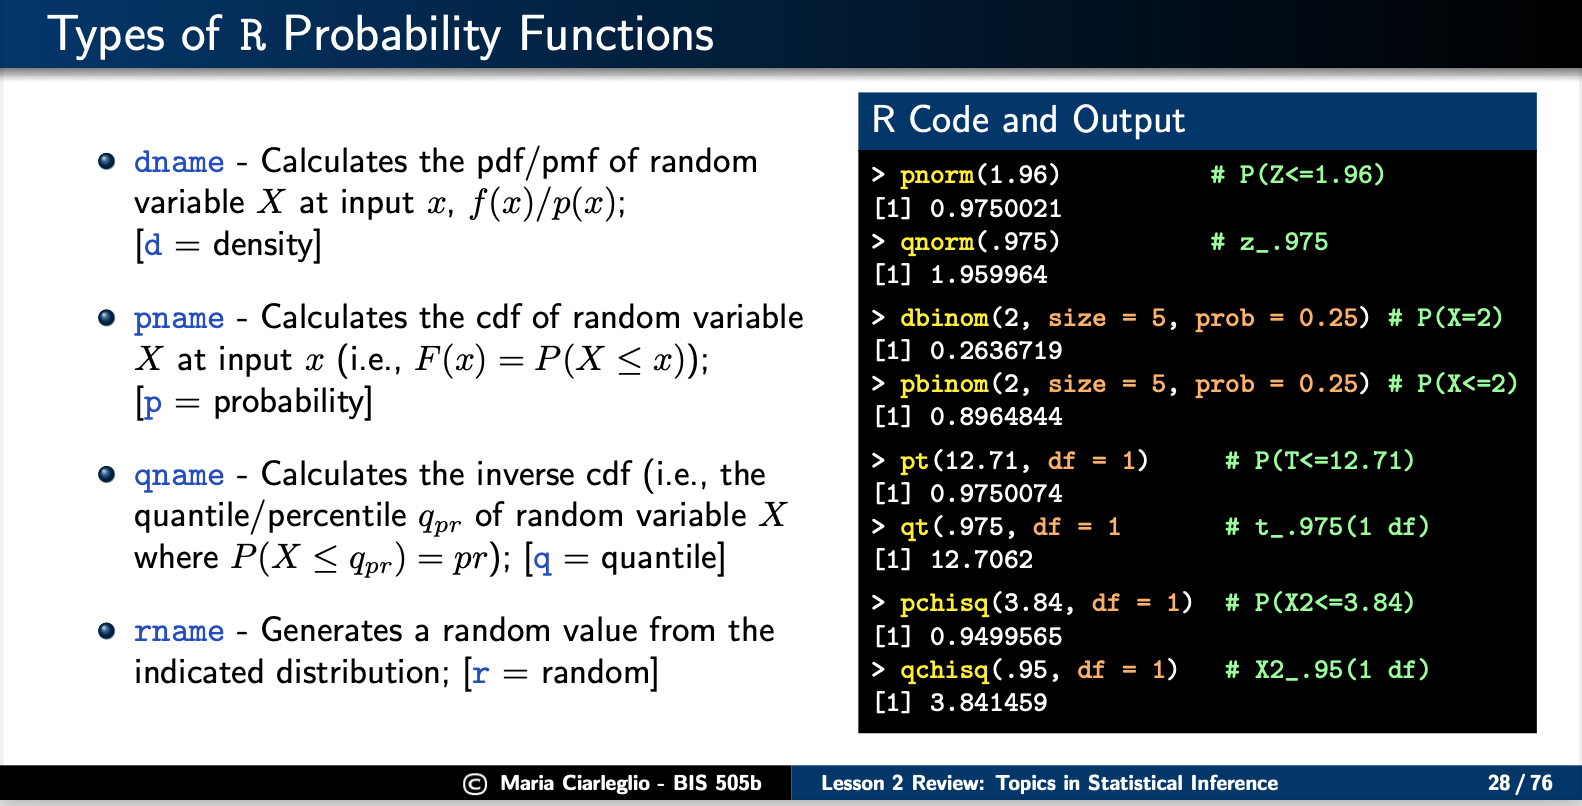 Types of R Probability Functions
dname - Calculates the pdf/pmf of random
variable X at input x, f(x)/p(x);
[d = density]
pname - Calculates the cdf of random variable
X at input x (i.e., F(x) = P(X ≤ x));
[p = probability]
qname - Calculates the inverse cdf (i.e., the
quantile/percentile q_pr of random variable X
where P(X ≤ q_pr) = pr); [q = quantile]
rname - Generates a random value from the
indicated distribution; [r = random]
R Code and Output
> pnorm(1.96) # P(Z<=1.96)
[1] 0.9750021
> qnorm(.975) # z_.975
[1] 1.959964
> dbinom(2, size = 5, prob = 0.25) # P(X=2)
[1] 0.2636719
> pbinom(2, size = 5, prob = 0.25) # P(X<=2)
[1] 0.8964844
> pt(12.71, df = 1) # P(T<=12.71)
[1] 0.9750074
> qt(.975, df = 1 # t_.975(1 df)
[1] 12.7062
> pchisq(3.84, df = 1) # P(X2<=3.84)
[1] 0.9499565
> qchisq(.95, df = 1) # X2_.95(1 df)
[1] 3.841459
© Maria Ciarleglio - BIS 505b
Lesson 2 Review: Topics in Statistical Inference
28 / 76